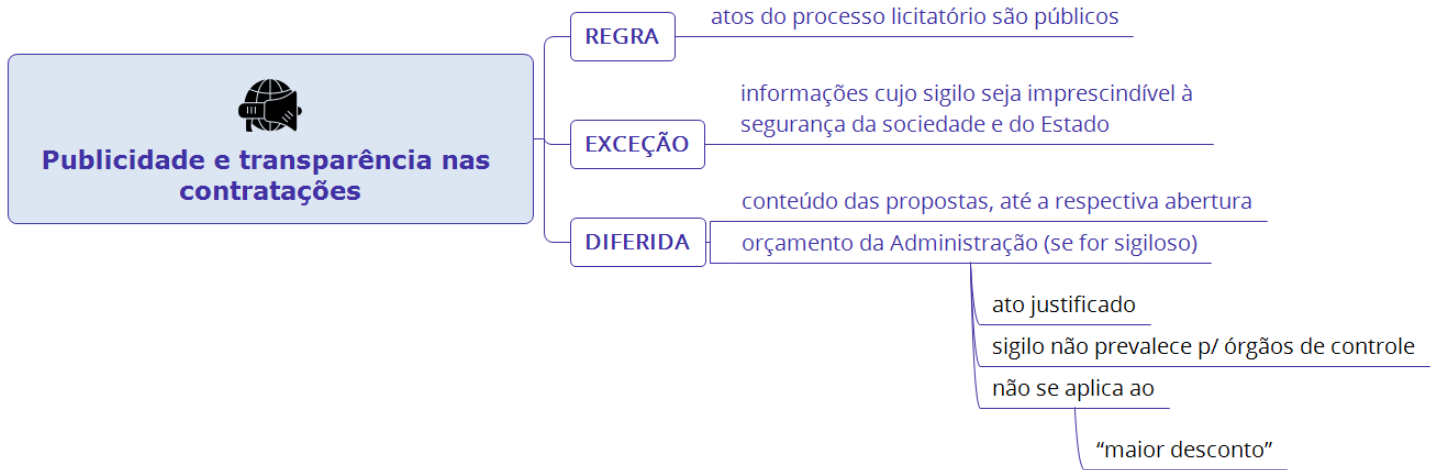 Publicidade e transparência nas
contratações
REGRA
atos do processo licitatório são públicos
EXCEÇÃO
informações cujo sigilo seja imprescindível à
segurança da sociedade e do Estado
DIFERIDA
conteúdo das propostas, até a respectiva abertura
orçamento da Administração (se for sigiloso)
ato justificado
sigilo não prevalece p/ órgãos de controle
não se aplica ao
“maior desconto”